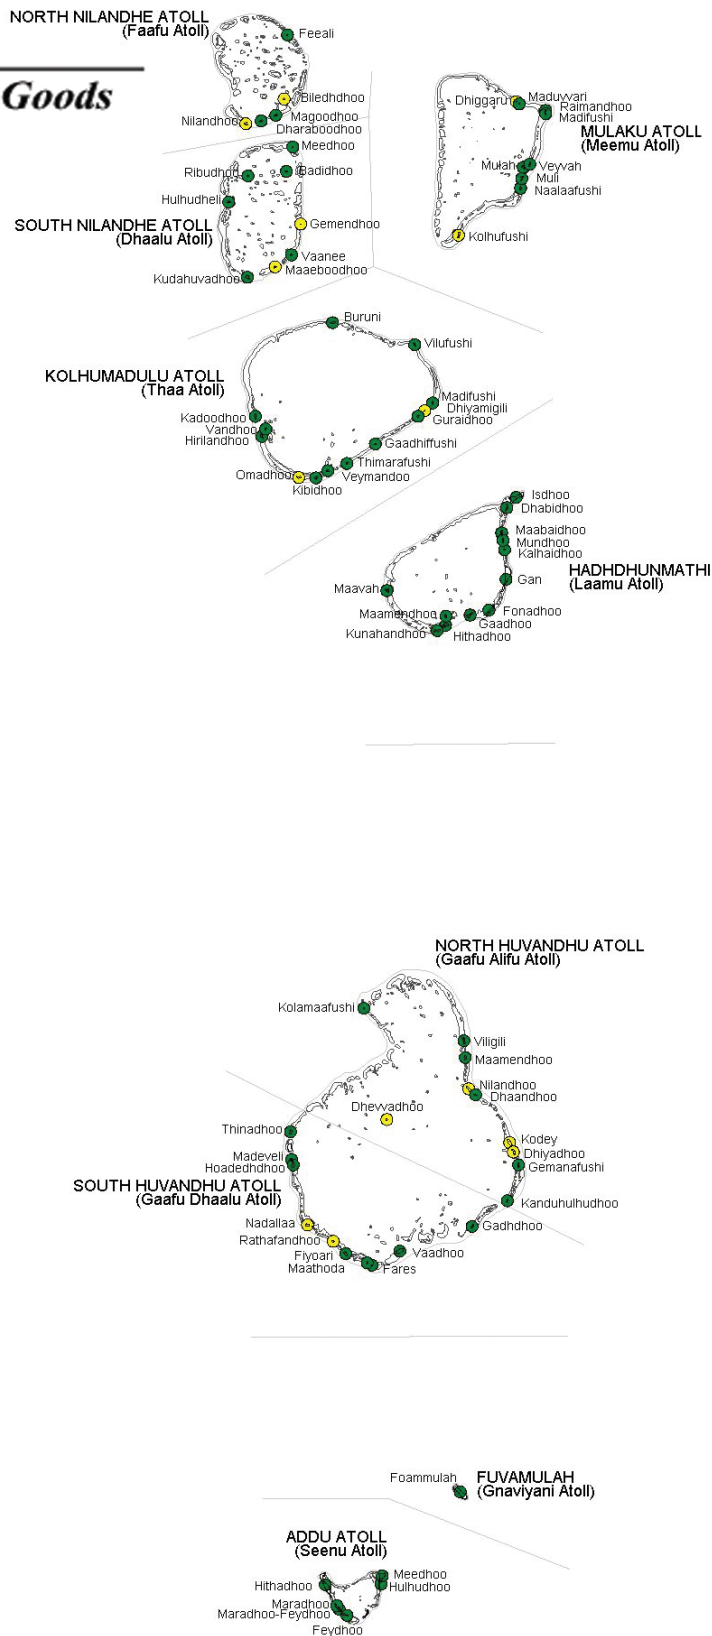 NORTH NILANDHE ATOLL
(Faafu Atoll)
Feeali
Goods
Biledhdhoo
Nilandhoo
Magoodhoo
Dharaboodhoo
Dhiggaru
Maduvvari
Raimandhoo
Madifushi
MULAKU ATOLL
(Meemu Atoll)
Meedhoo
Ribudhoo
Badidhoo
Mulah
Veyvah
Muli
Naalaafushi
Hulhudheli
SOUTH NILANDHE ATOLL
(Dhaalu Atoll)
Gemendhoo
Kolhufushi
Vaanee
Maaeboodhoo
Kudahuvadhoo
Buruni
Vilufushi
KOLHUMADULU ATOLL
(Thaa Atoll)
Madifushi
Dhiyamigili
Guraidhoo
Kadoodhoo
Vandhoo
Hirilandhoo
Gaadhiffushi
Thimarafushi
Omadhoo
Veymandoo
Kibidhoo
Isdhoo
Dhabidhoo
Maabaidhoo
Mundhoo
Kalhaidhoo
HADHDHUNMATHI
(Laamu Atoll)
Gan
Maavah
Maamendhoo
Fonadhoo
Gaadhoo
Kunahandhoo
Hithadhoo
NORTH HUVANDHU ATOLL
(Gaafu Alifu Atoll)
Kolamaafushi
Viligili
Maamendhoo
Nilandhoo
Dhaandhoo
Dhevvadhoo
Thinadhoo
Kodey
Dhiyadhoo
Gemanafushi
Madeveli
Hoadedhdhoo
SOUTH HUVANDHU ATOLL
(Gaafu Dhaalu Atoll)
Kanduhulhudhoo
Nadallaa
Gadhdhoo
Rathafandhoo
Fiyoari
Vaadhoo
Maathoda
Fares
Foammulah
FUVAMULAH
(Gnaviyani Atoll)
ADDU ATOLL
(Seenu Atoll)
Meedhoo
Hithadhoo
Hulhudhoo
Maradhoo
Maradhoo-Feydhoo
Feydhoo